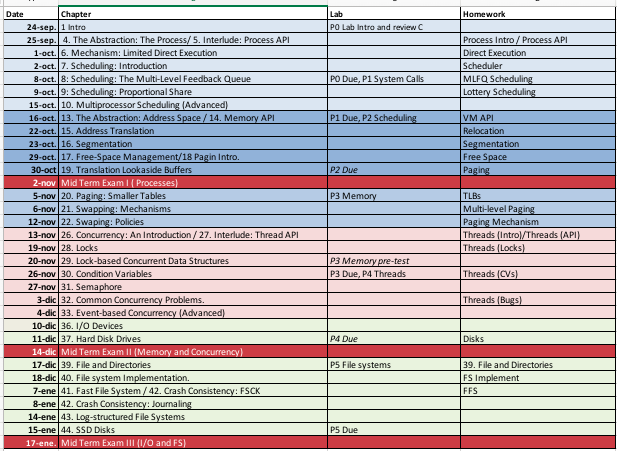 Date Chapter Lab Homework
24-sep. 1 Intro P0 Lab Intro and review C
25-sep. 4. The Abstraction: The Process/ 5. Interlude: Process API Process Intro / Process API
1-oct. 6. Mechanism: Limited Direct Execution Direct Execution
2-oct. 7. Scheduling: Introduction Scheduler
8-oct. 8: Scheduling: The Multi-Level Feedback Queue P0 Due, P1 System Calls MLFQ Scheduling
9-oct. 9: Scheduling: Proportional Share Lottery Scheduling
15-oct. 10. Multiprocessor Scheduling (Advanced)
16-oct. 13. The Abstraction: Address Space / 14. Memory API P1 Due, P2 Scheduling VM API
22-oct. 15. Address Translation Relocation
23-oct. 16. Segmentation Segmentation
29-oct. 17. Free-Space Management/18 Pagin Intro. Free Space
30-oct 19. Translation Lookaside Buffers P2 Due Paging
2-nov Mid Term Exam I ( Processes)
5-nov 20. Paging: Smaller Tables P3 Memory TLBs
6-nov 21. Swapping: Mechanisms Multi-level Paging
12-nov 22. Swaping: Policies Paging Mechanism
13-nov 26. Concurrency: An Introduction / 27. Interlude: Thread API Threads (Intro)/Threads (API)
19-nov 28. Locks Threads (Locks)
20-nov 29. Lock-based Concurrent Data Structures P3 Memory pre-test
26-nov 30. Condition Variables P3 Due, P4 Threads Threads (CVs)
27-nov 31. Semaphore
3-dic 32. Common Concurrency Problems. Threads (Bugs)
4-dic 33. Event-based Concurrency (Advanced)
10-dic 36. I/O Devices
11-dic 37. Hard Disk Drives P4 Due Disks
14-dic Mid Term Exam II (Memory and Concurrency)
17-dic 39. File and Directories P5 File systems 39. File and Directories
18-dic 40. File system Implementation. FS Implement
7-ene 41. Fast File System / 42. Crash Consistency: FSCK FFS
8-ene 42. Crash Consistency: Journaling
14-ene 43. Log-structured File Systems
15-ene 44. SSD Disks P5 Due
17-ene. Mid Term Exam III (I/O and FS)